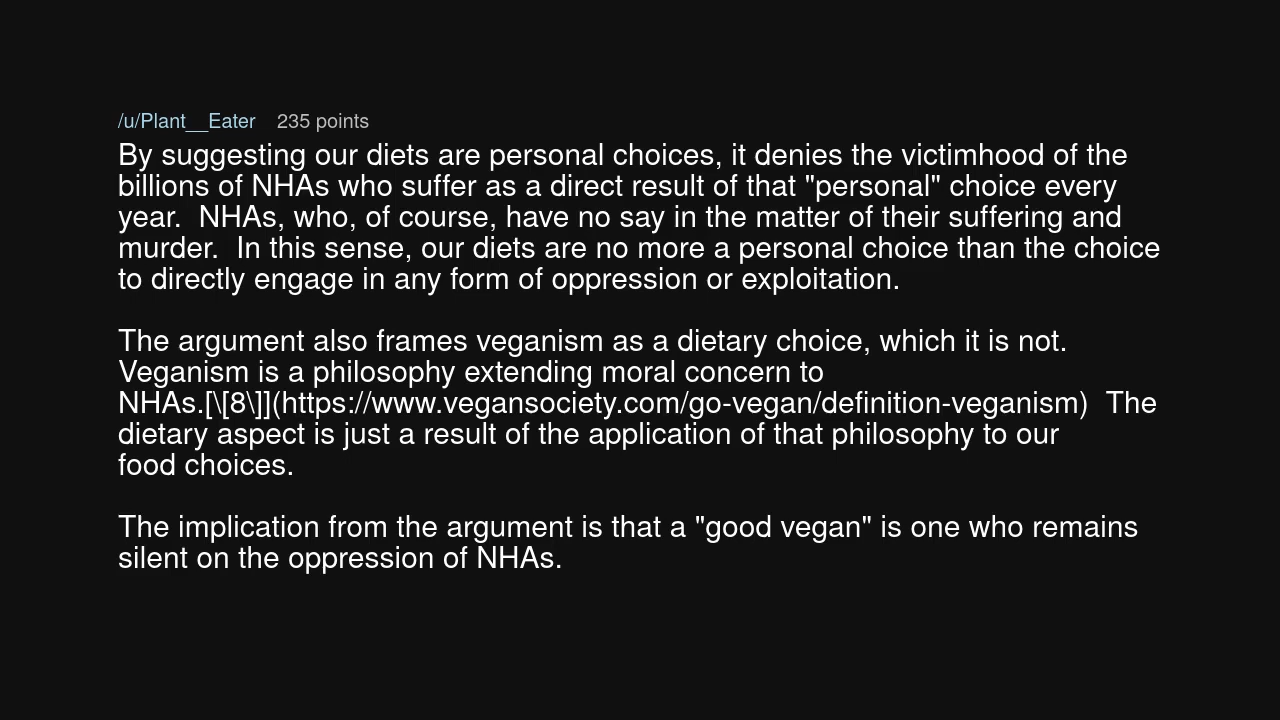 /u/Plant__Eater 235 points
By suggesting our diets are personal choices, it denies the victimhood of the
billions of NHAs who suffer as a direct result of that "personal" choice every
year.  NHAs, who, of course, have no say in the matter of their suffering and
murder.  In this sense, our diets are no more a personal choice than the choice
to directly engage in any form of oppression or exploitation.
The argument also frames veganism as a dietary choice, which it is not.
Veganism is a philosophy extending moral concern to
NHAs.[\[8\]](https://www.vegansociety.com/go-vegan/definition-veganism)  The
dietary aspect is just a result of the application of that philosophy to our
food choices.
The implication from the argument is that a "good vegan" is one who remains
silent on the oppression of NHAs.